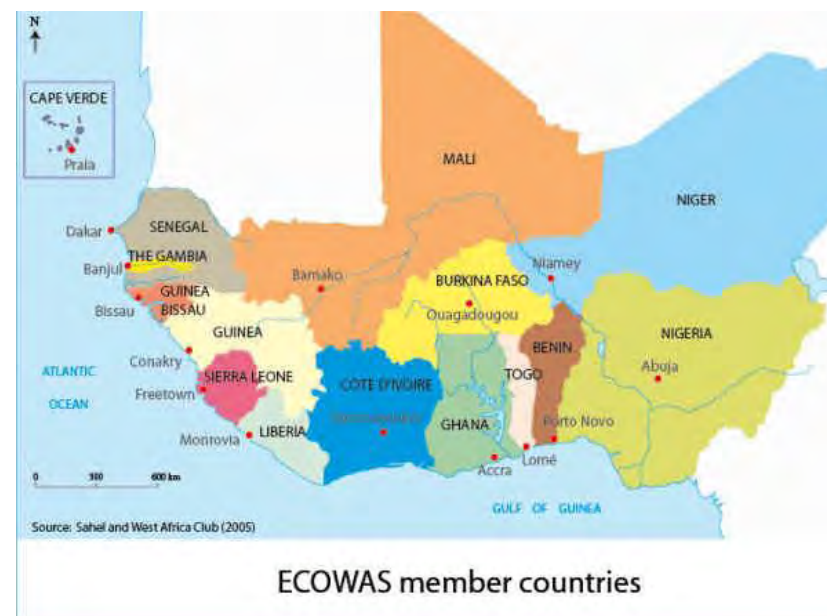 N
CAPE VERDE
Praia
MALI
NIGER
SENEGAL
Dakar
THE GAMBIA
Banjul
Niamey
Bamako
BURKINA FASO
GUINEA
BISSAU
Bissau
Ouagadougou
GUINEA
NIGERIA
BENIN
Conakry
ATLANTIC
OCEAN
SIERRA LEONE
COTE D'IVOIRE
TOGO
Abuja
Freetown
GHANA
Porto Novo
LIBERIA
Monrovia
Lomé
Accra
0 300 600 km
GULF OF GUINEA
Source: Sahel and West Africa Club (2005)
ECOWAS member countries